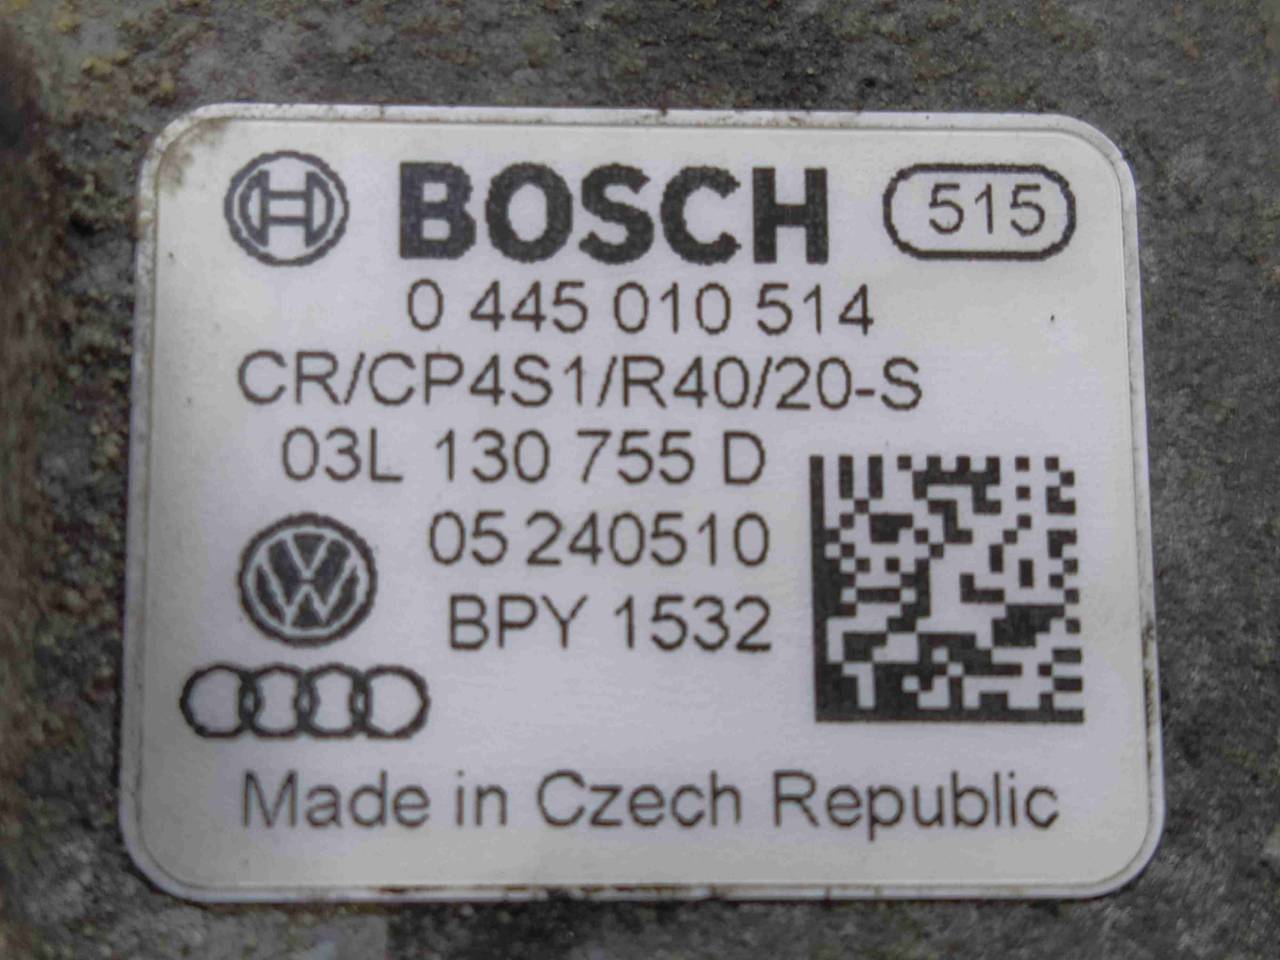 BOSCH 515
0 445 010 514
CR/CP4S1/R40/20-S
03L 130 755 D
05 240510
BPY 1532
Made in Czech Republic